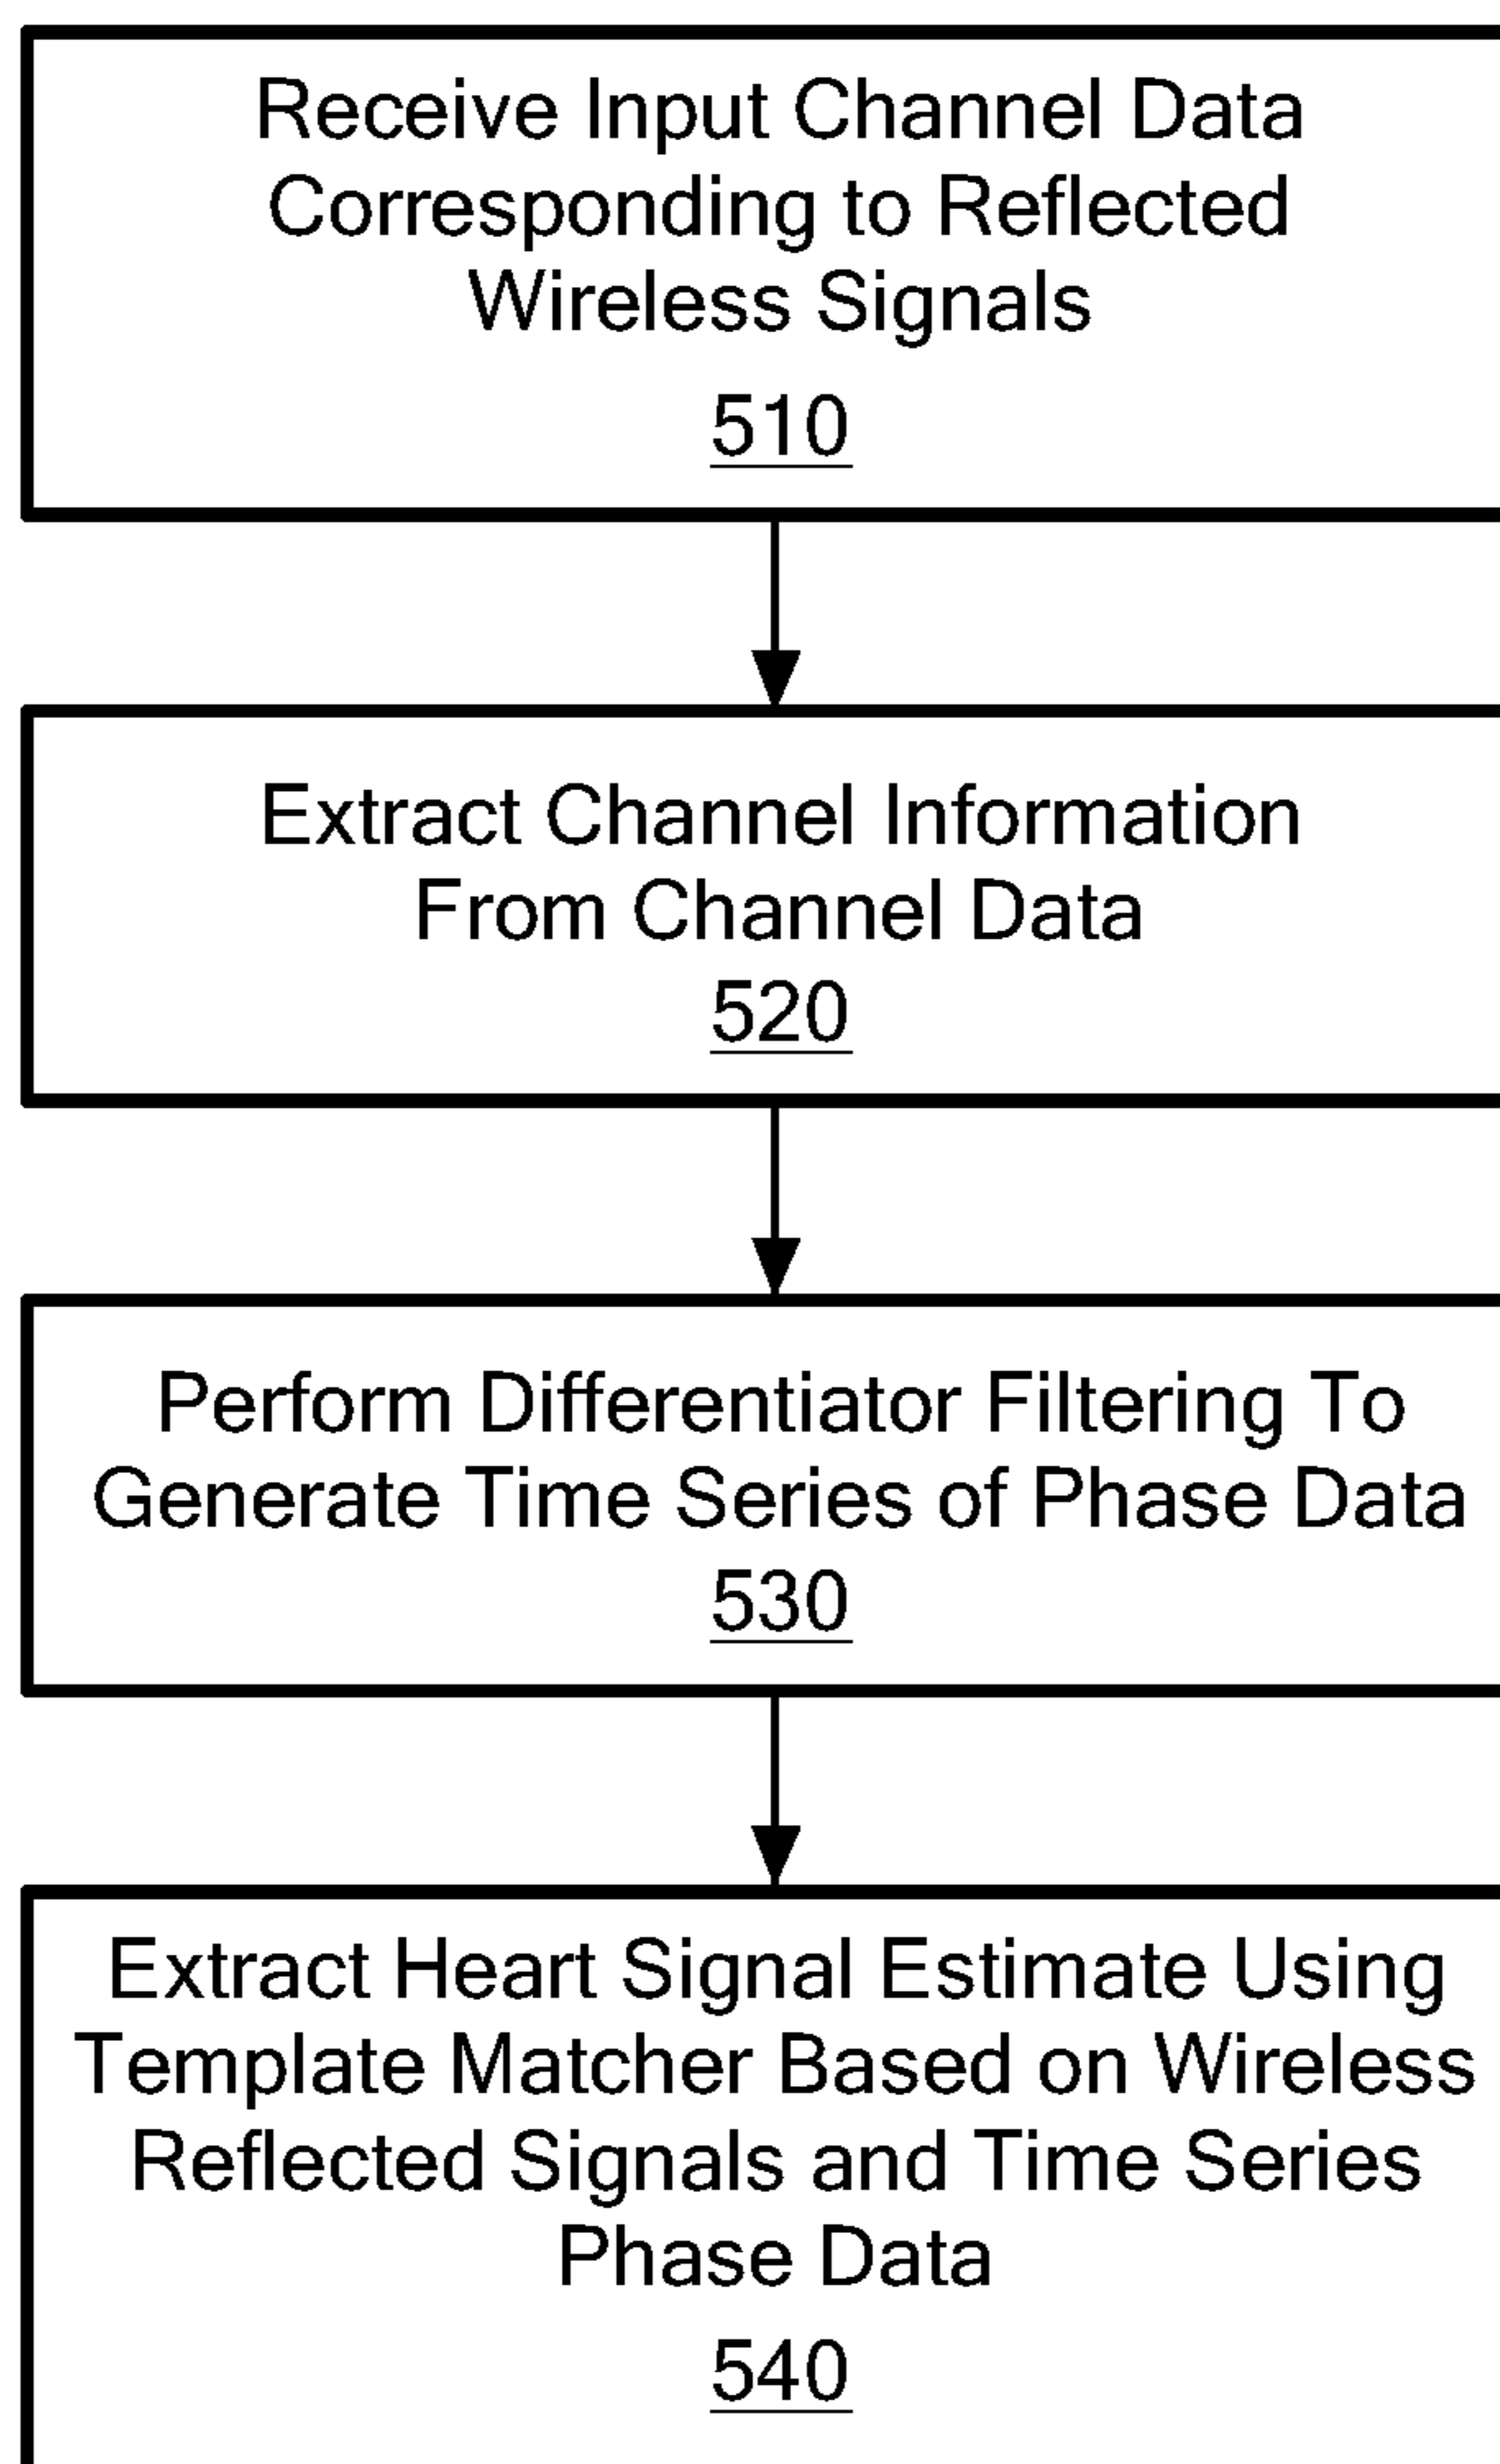 Receive Input Channel Data
Corresponding to Reflected
Wireless Signals
510
Extract Channel Information
From Channel Data
520
Perform Differentiator Filtering To
Generate Time Series of Phase Data
530
Extract Heart Signal Estimate Using
Template Matcher Based on Wireless
Reflected Signals and Time Series
Phase Data
540